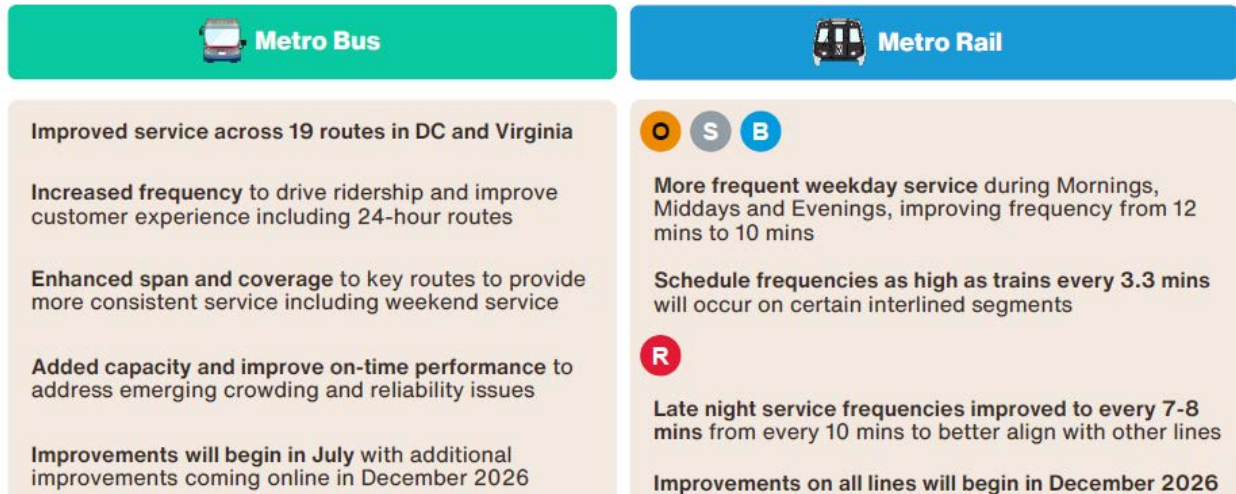 Metro Bus
Improved service across 19 routes in DC and Virginia
Increased frequency to drive ridership and improve
customer experience including 24-hour routes
Enhanced span and coverage to key routes to provide
more consistent service including weekend service
Added capacity and improve on-time performance to
address emerging crowding and reliability issues
Improvements will begin in July with additional
improvements coming online in December 2026
Metro Rail
O S B
More frequent weekday service during Mornings,
Middays and Evenings, improving frequency from 12
mins to 10 mins
Schedule frequencies as high as trains every 3.3 mins
will occur on certain interlined segments
R
Late night service frequencies improved to every 7-8
mins from every 10 mins to better align with other lines
Improvements on all lines will begin in December 2026